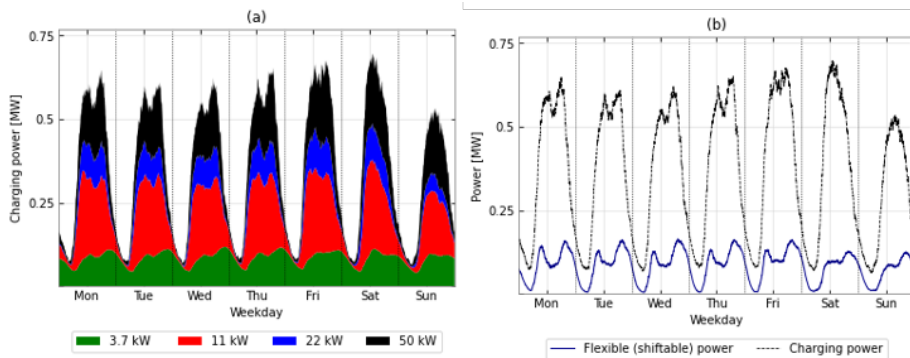 (a)
0.75
0.5
0.25
Charging power [MW]
Mon Tue Wed Thu Fri Sat Sun
Weekday
3.7 kW 11 kW 22 kW 50 kW
(b)
0.75
0.5
0.25
Power [MW]
Mon Tue Wed Thu Fri Sat Sun
Weekday
Flexible (shiftable) power Charging power